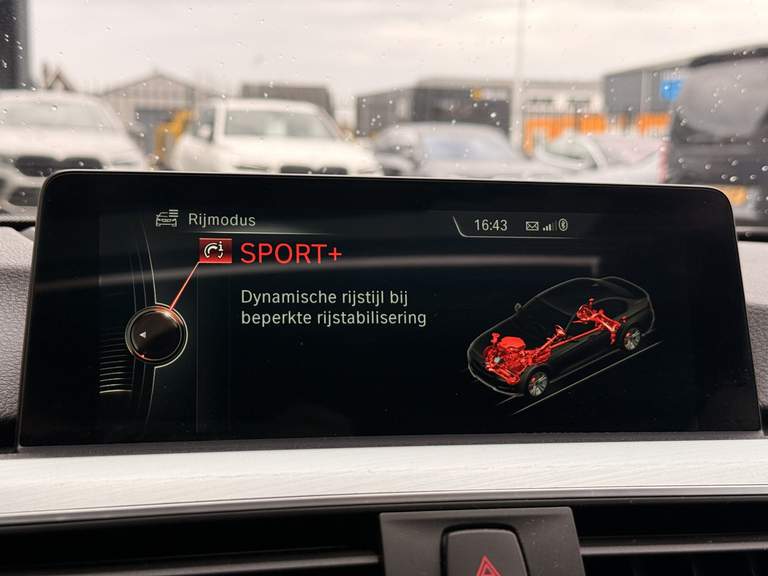 Rijmodus
16:43
SPORT+
Dynamische rijstijl bij
beperkte rijstabilisering